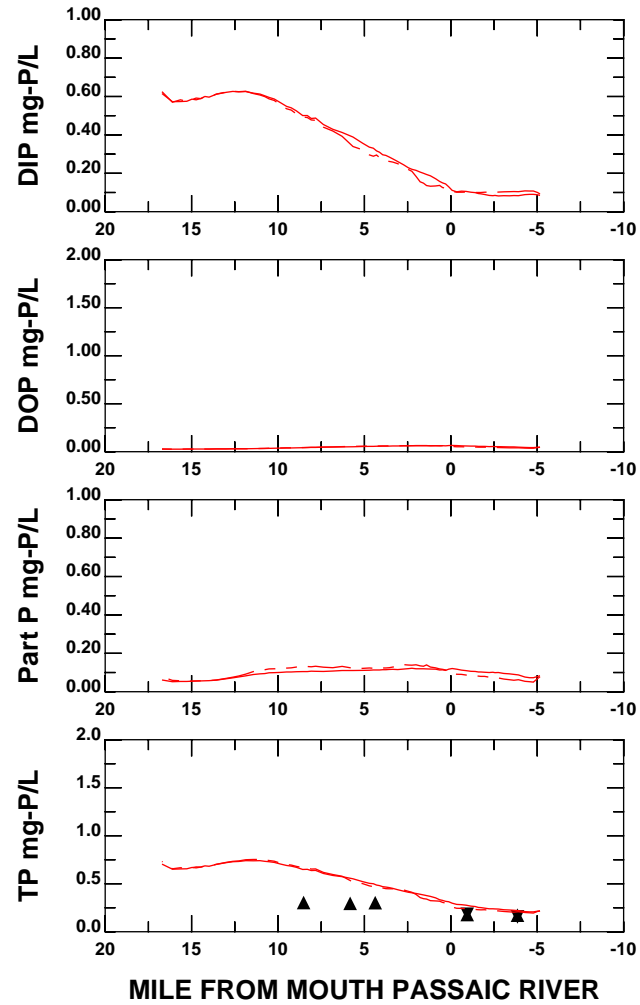 DIP mg-P/L
1.00
0.80
0.60
0.40
0.20
0.00
20 15 10 5 0 -5 -10
DOP mg-P/L
2.00
1.50
1.00
0.50
0.00
20 15 10 5 0 -5 -10
Part P mg-P/L
1.00
0.80
0.60
0.40
0.20
0.00
20 15 10 5 0 -5 -10
TP mg-P/L
2.0
1.5
1.0
0.5
0.0
20 15 10 5 0 -5 -10
MILE FROM MOUTH PASSAIC RIVER